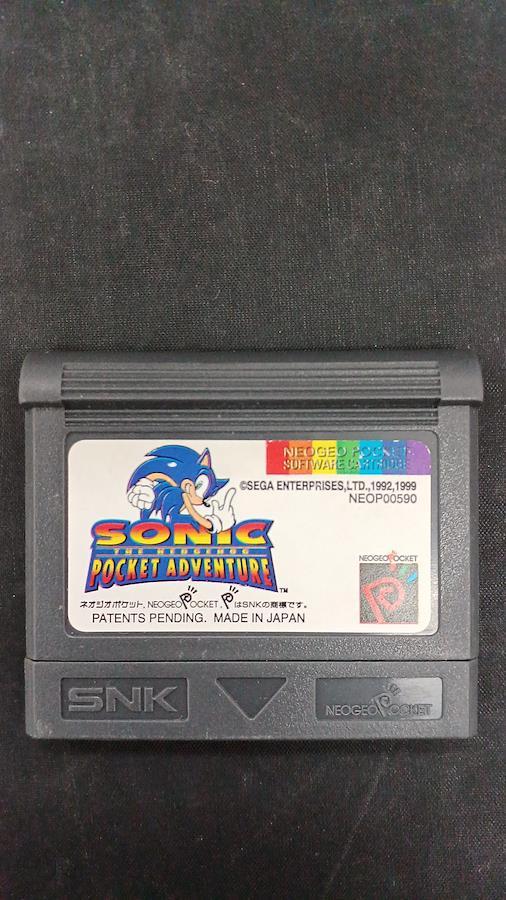 NEOGEO POCKET
SOFTWARE CARTRIDGE
©SEGA ENTERPRISES,LTD.,1992,1999
NEOP00590
SONIC
THE HEDGEHOG
POCKET ADVENTURE™
NEOGEO POCKET
ネオジオポケット, NEOGEO POCKET, P はSNKの商標です。
PATENTS PENDING. MADE IN JAPAN
SNK
NEOGEO POCKET